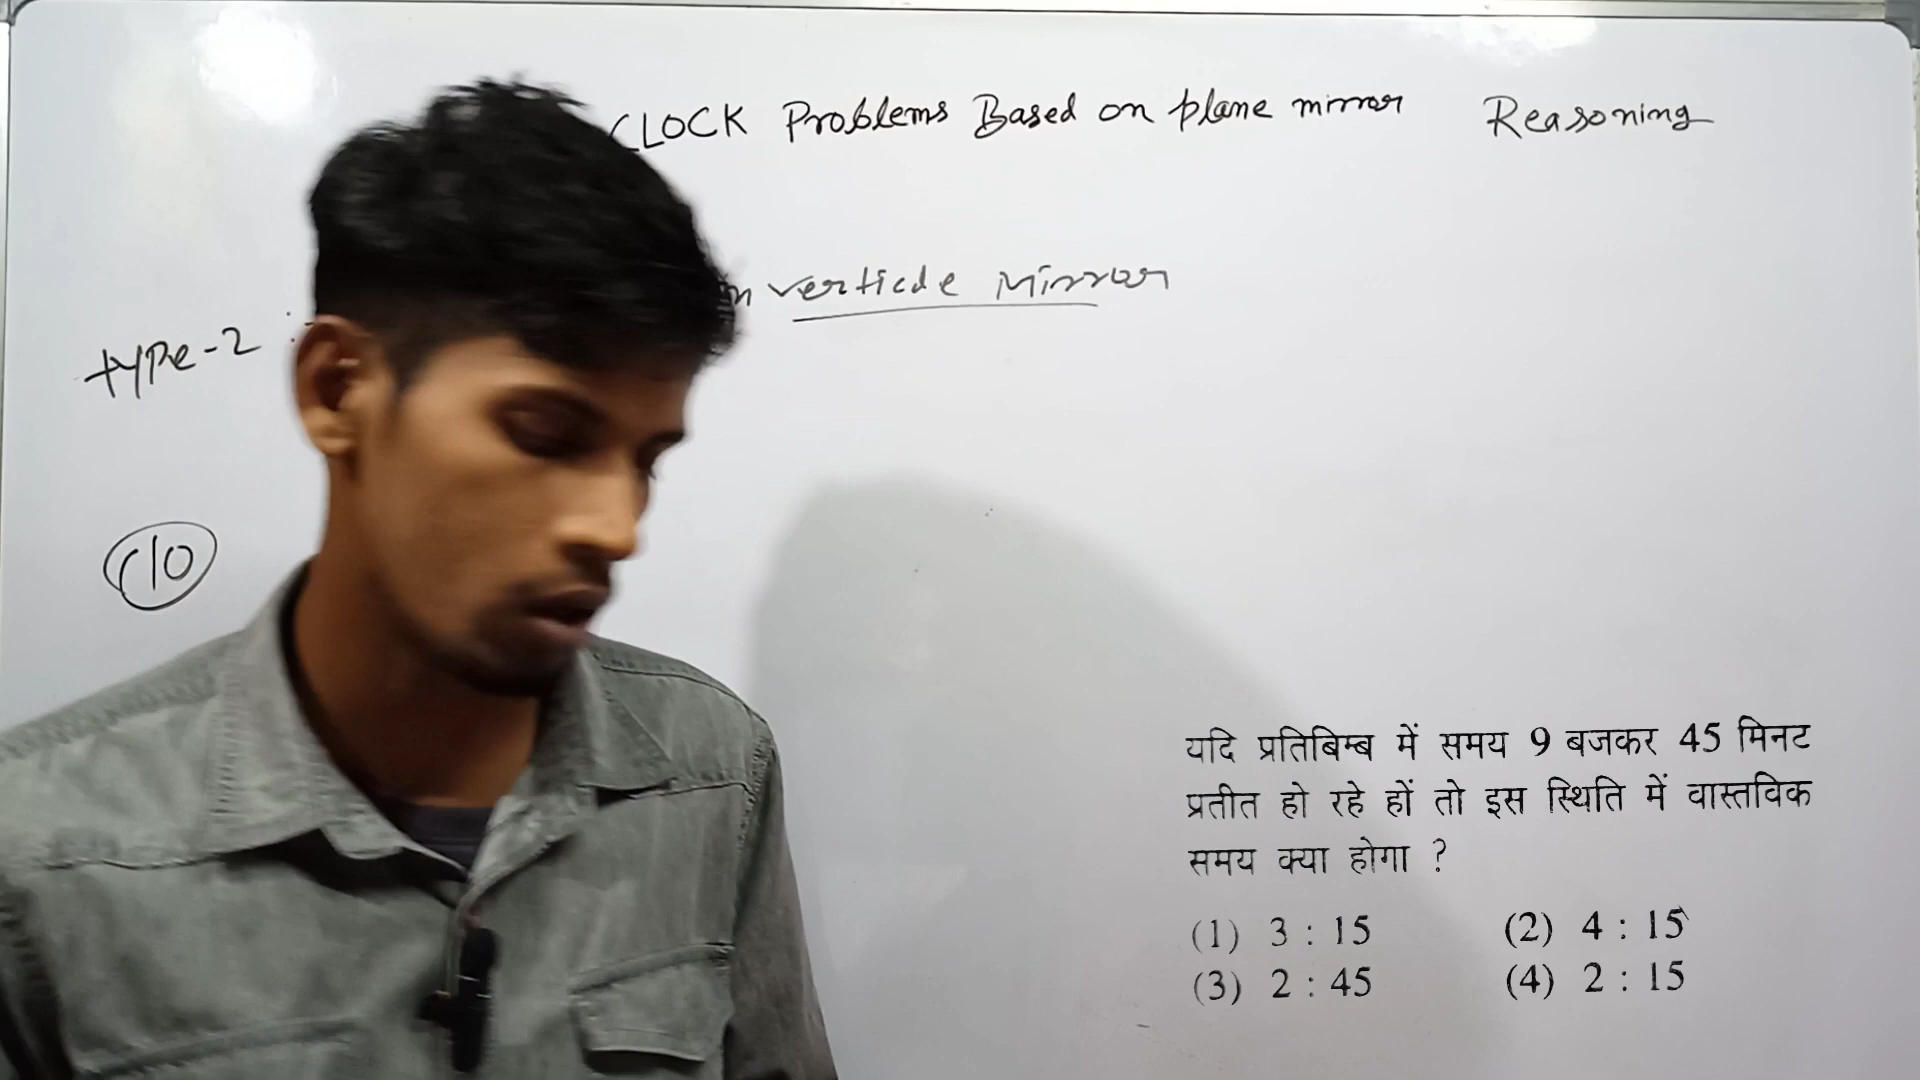 CLOCK Problems Based on plane mirror Reasoning
verticle Mirror
type-2 :
10
यदि प्रतिबिम्ब में समय 9 बजकर 45 मिनट
प्रतीत हो रहे हों तो इस स्थिति में वास्तविक
समय क्या होगा ?
(1) 3 : 15 (2) 4 : 15
(3) 2 : 45 (4) 2 : 15